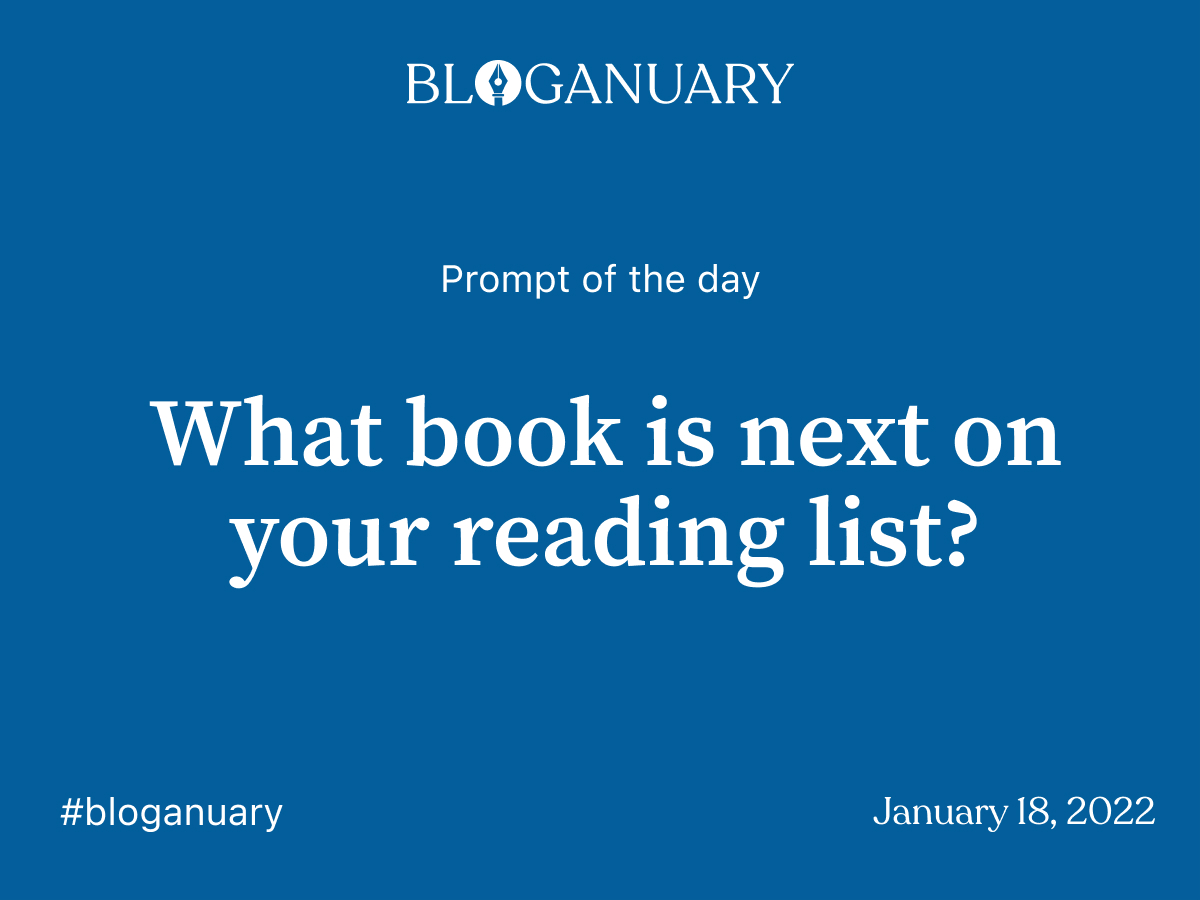 BLOGANUARY
Prompt of the day
What book is next on
your reading list?
#bloganuary
January 18, 2022